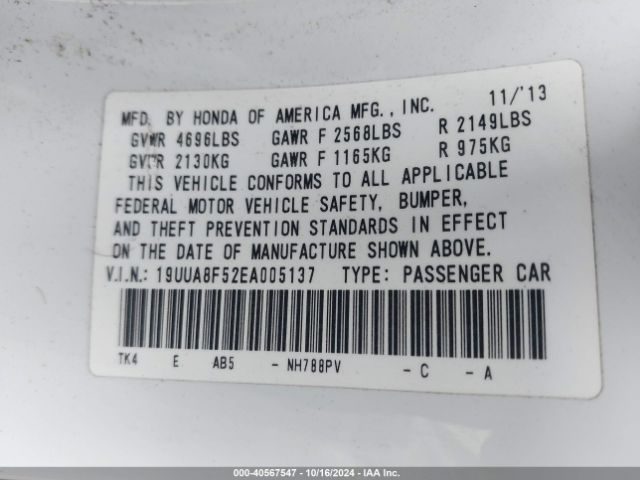 MFD. BY HONDA OF AMERICA MFG., INC. 11/'13
GVWR 4696LBS GAWR F 2568LBS R 2149LBS
GVWR 2130KG GAWR F 1165KG R 975KG
THIS VEHICLE CONFORMS TO ALL APPLICABLE
FEDERAL MOTOR VEHICLE SAFETY, BUMPER,
AND THEFT PREVENTION STANDARDS IN EFFECT
ON THE DATE OF MANUFACTURE SHOWN ABOVE.
V.I.N.: 19UUA8F52EA005137 TYPE: PASSENGER CAR
TK4 E AB5 - NH788PV - C - A
000-40567547 - 10/16/2024 - IAA Inc.